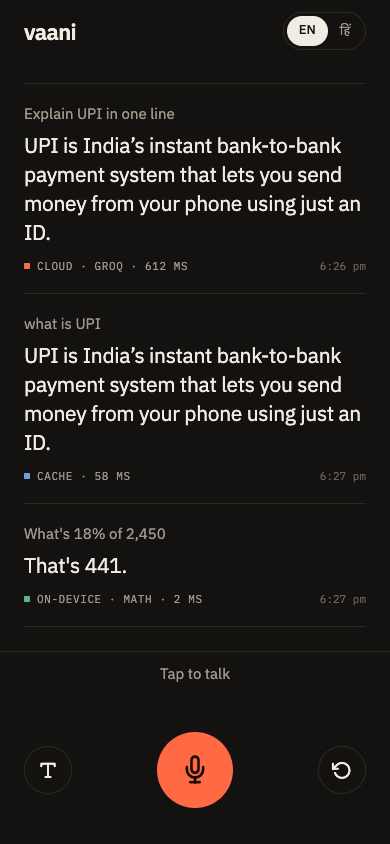 vaani
EN
हिं
Explain UPI in one line
UPI is India’s instant bank-to-bank
payment system that lets you send
money from your phone using just an
ID.
CLOUD · GROQ · 612 MS
6:26 pm
what is UPI
UPI is India’s instant bank-to-bank
payment system that lets you send
money from your phone using just an
ID.
CACHE · 58 MS
6:27 pm
What's 18% of 2,450
That's 441.
ON-DEVICE · MATH · 2 MS
6:27 pm
Tap to talk
T